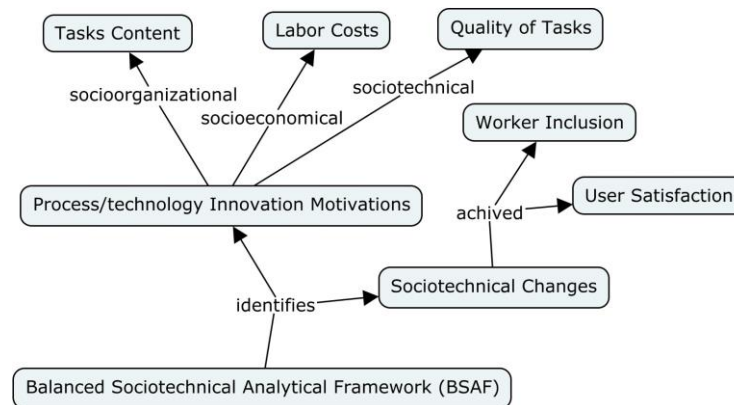 Tasks Content
Labor Costs
Quality of Tasks
socioorganizational
socioeconomical
sociotechnical
Worker Inclusion
Process/technology Innovation Motivations
User Satisfaction
achived
identifies
Sociotechnical Changes
Balanced Sociotechnical Analytical Framework (BSAF)